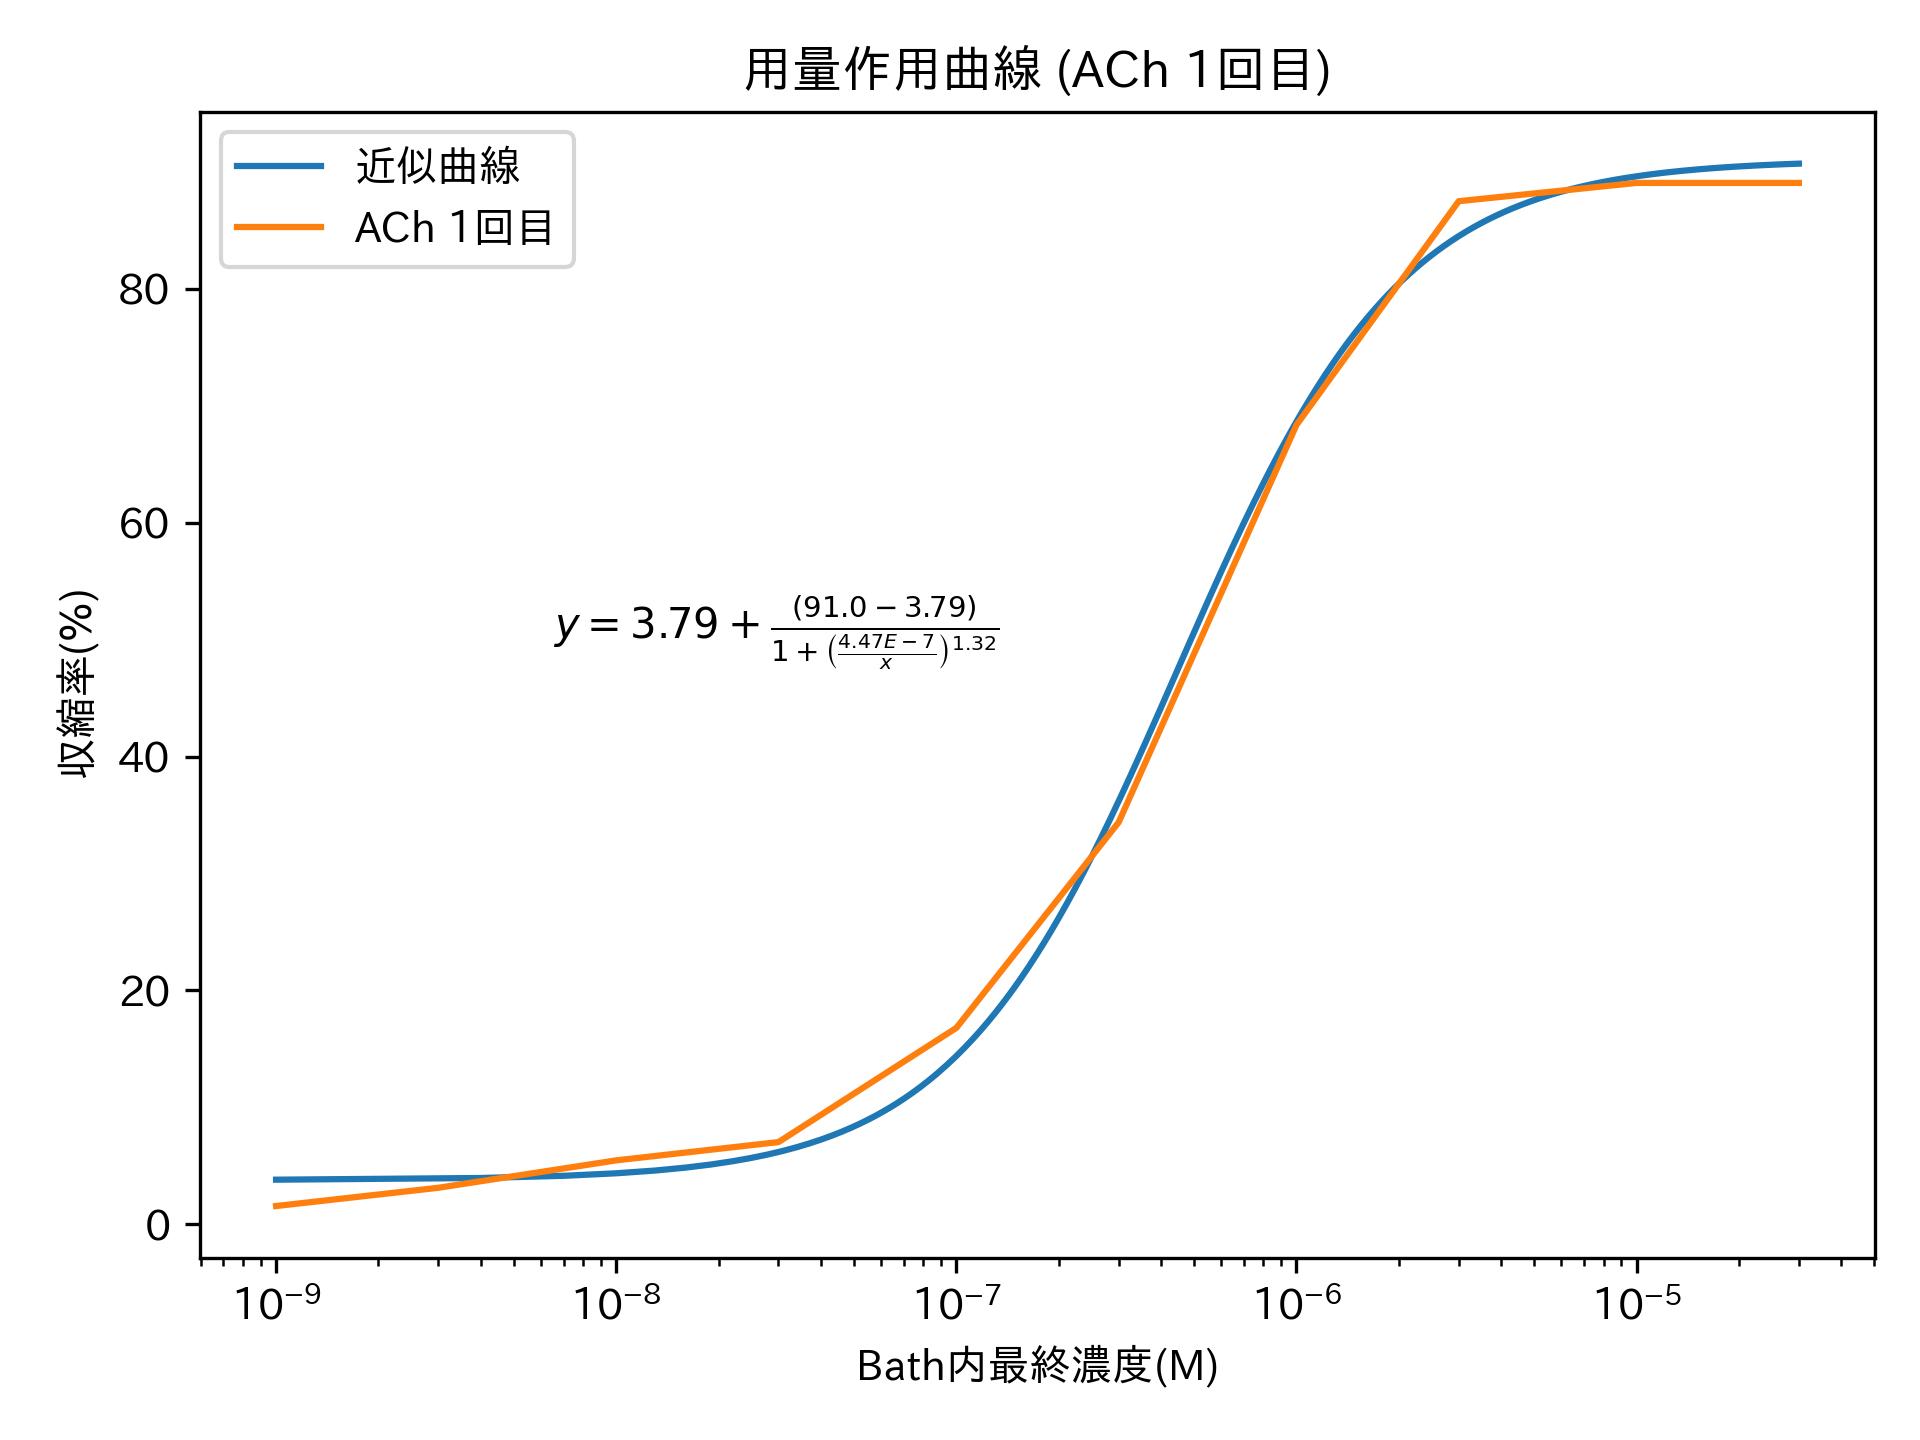 用量作用曲線 (ACh 1回目)
近似曲線
ACh 1回目
80
60
40
20
0
収縮率(%)
y = 3.79 + \frac{(91.0 − 3.79)}{1 + (\frac{4.47E − 7}{x})^{1.32}}
10⁻⁹ 10⁻⁸ 10⁻⁷ 10⁻⁶ 10⁻⁵
Bath内最終濃度(M)